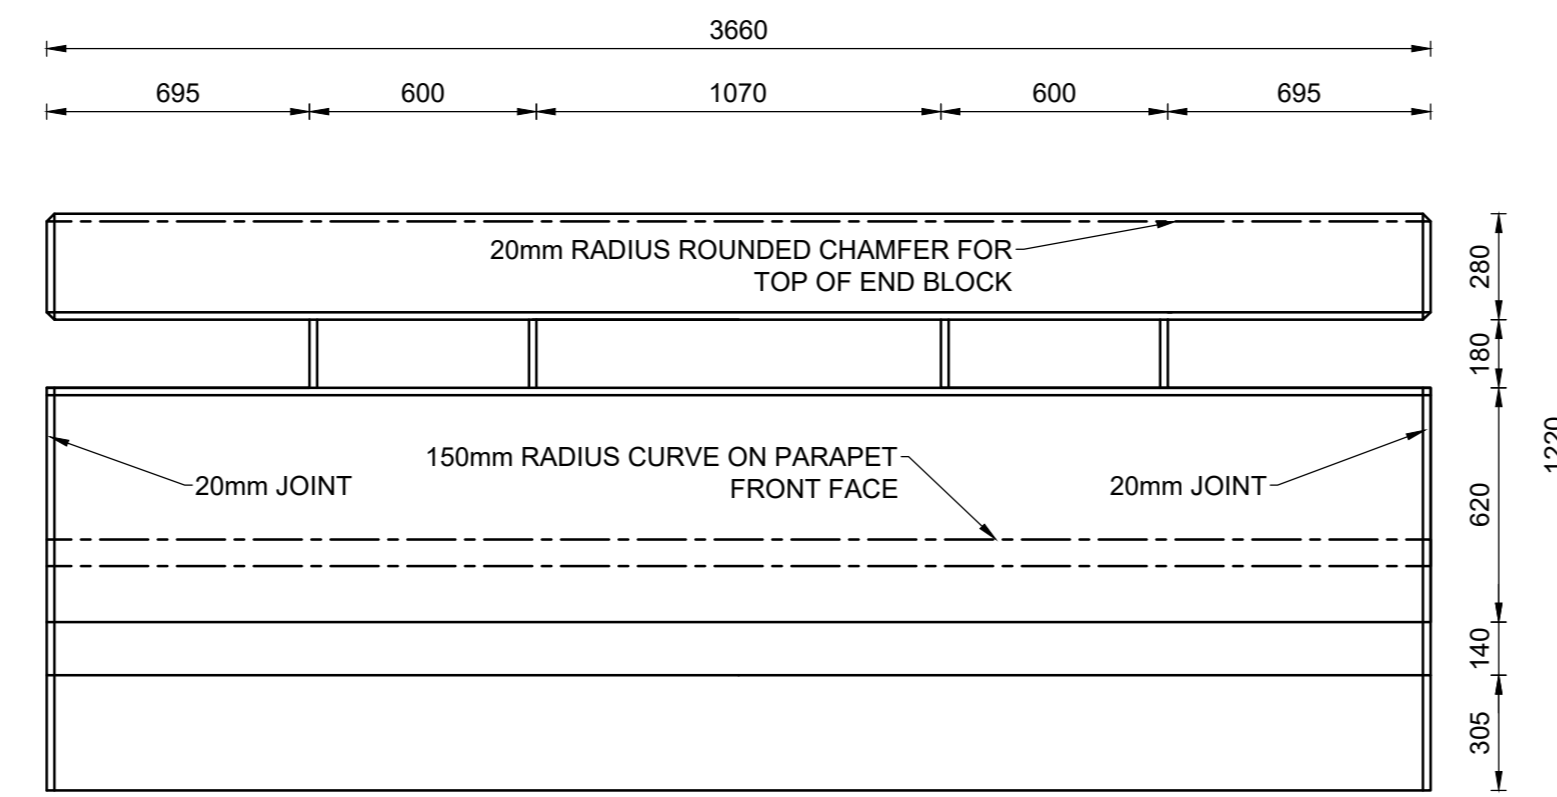 3660
695 600 1070 600 695
20mm RADIUS ROUNDED CHAMFER FOR
TOP OF END BLOCK
280
180
150mm RADIUS CURVE ON PARAPET
FRONT FACE
20mm JOINT
20mm JOINT
620
1220
140
305